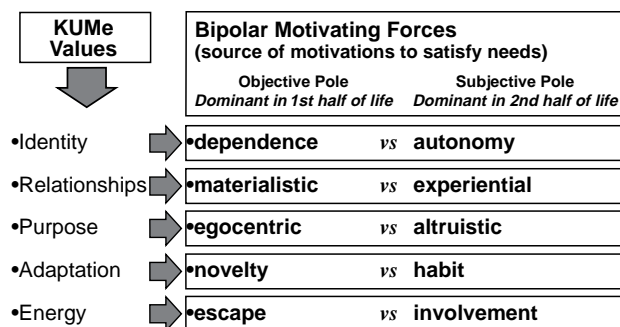 KUMe
Values
Bipolar Motivating Forces
(source of motivations to satisfy needs)
Objective Pole Subjective Pole
Dominant in 1st half of life Dominant in 2nd half of life
•Identity •dependence vs autonomy
•Relationships •materialistic vs experiential
•Purpose •egocentric vs altruistic
•Adaptation •novelty vs habit
•Energy •escape vs involvement